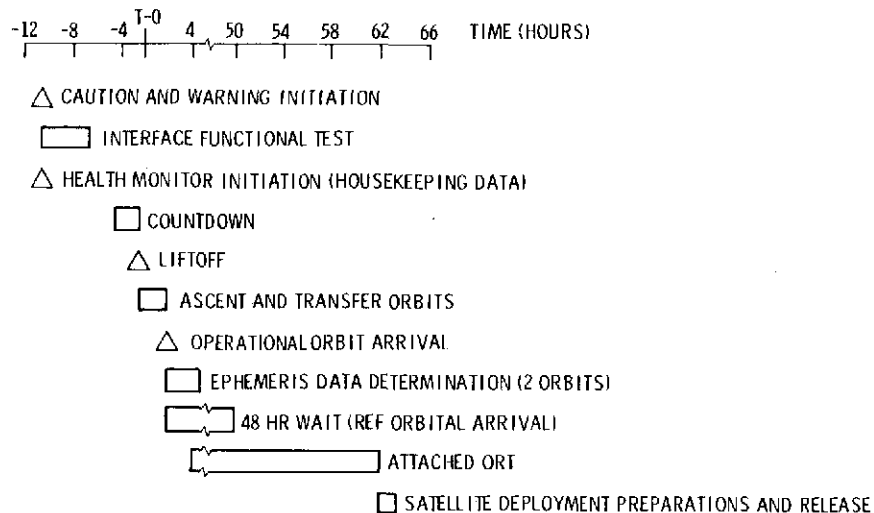 T-0
-12 -8 -4 4 50 54 58 62 66 TIME (HOURS)
CAUTION AND WARNING INITIATION
INTERFACE FUNCTIONAL TEST
HEALTH MONITOR INITIATION (HOUSEKEEPING DATA)
COUNTDOWN
LIFTOFF
ASCENT AND TRANSFER ORBITS
OPERATIONAL ORBIT ARRIVAL
EPHEMERIS DATA DETERMINATION (2 ORBITS)
48 HR WAIT (REF ORBITAL ARRIVAL)
ATTACHED ORT
SATELLITE DEPLOYMENT PREPARATIONS AND RELEASE